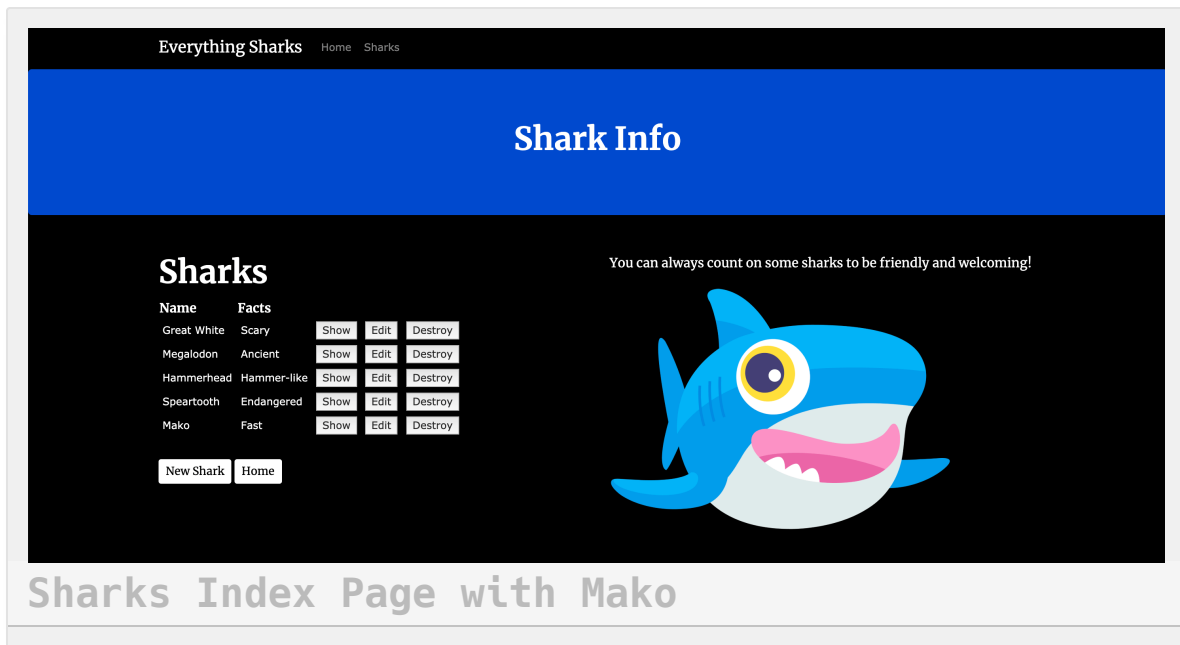 Everything Sharks Home Sharks
Shark Info
Sharks
Name Facts
Great White Scary Show Edit Destroy
Megalodon Ancient Show Edit Destroy
Hammerhead Hammer-like Show Edit Destroy
Speartooth Endangered Show Edit Destroy
Mako Fast Show Edit Destroy
New Shark Home
You can always count on some sharks to be friendly and welcoming!
Sharks Index Page with Mako